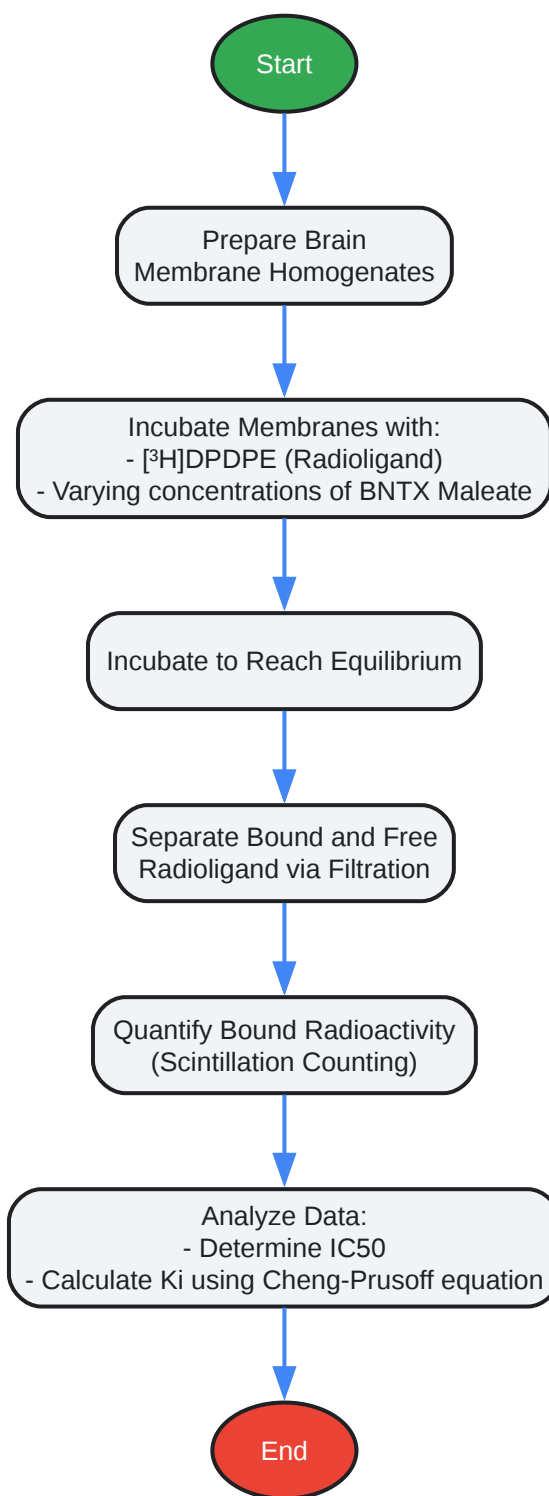 Start
Prepare Brain
Membrane Homogenates
Incubate Membranes with:
- [³H]DPDPE (Radioligand)
- Varying concentrations of BNTX Maleate
Incubate to Reach Equilibrium
Separate Bound and Free
Radioligand via Filtration
Quantify Bound Radioactivity
(Scintillation Counting)
Analyze Data:
- Determine IC50
- Calculate Ki using Cheng-Prusoff equation
End